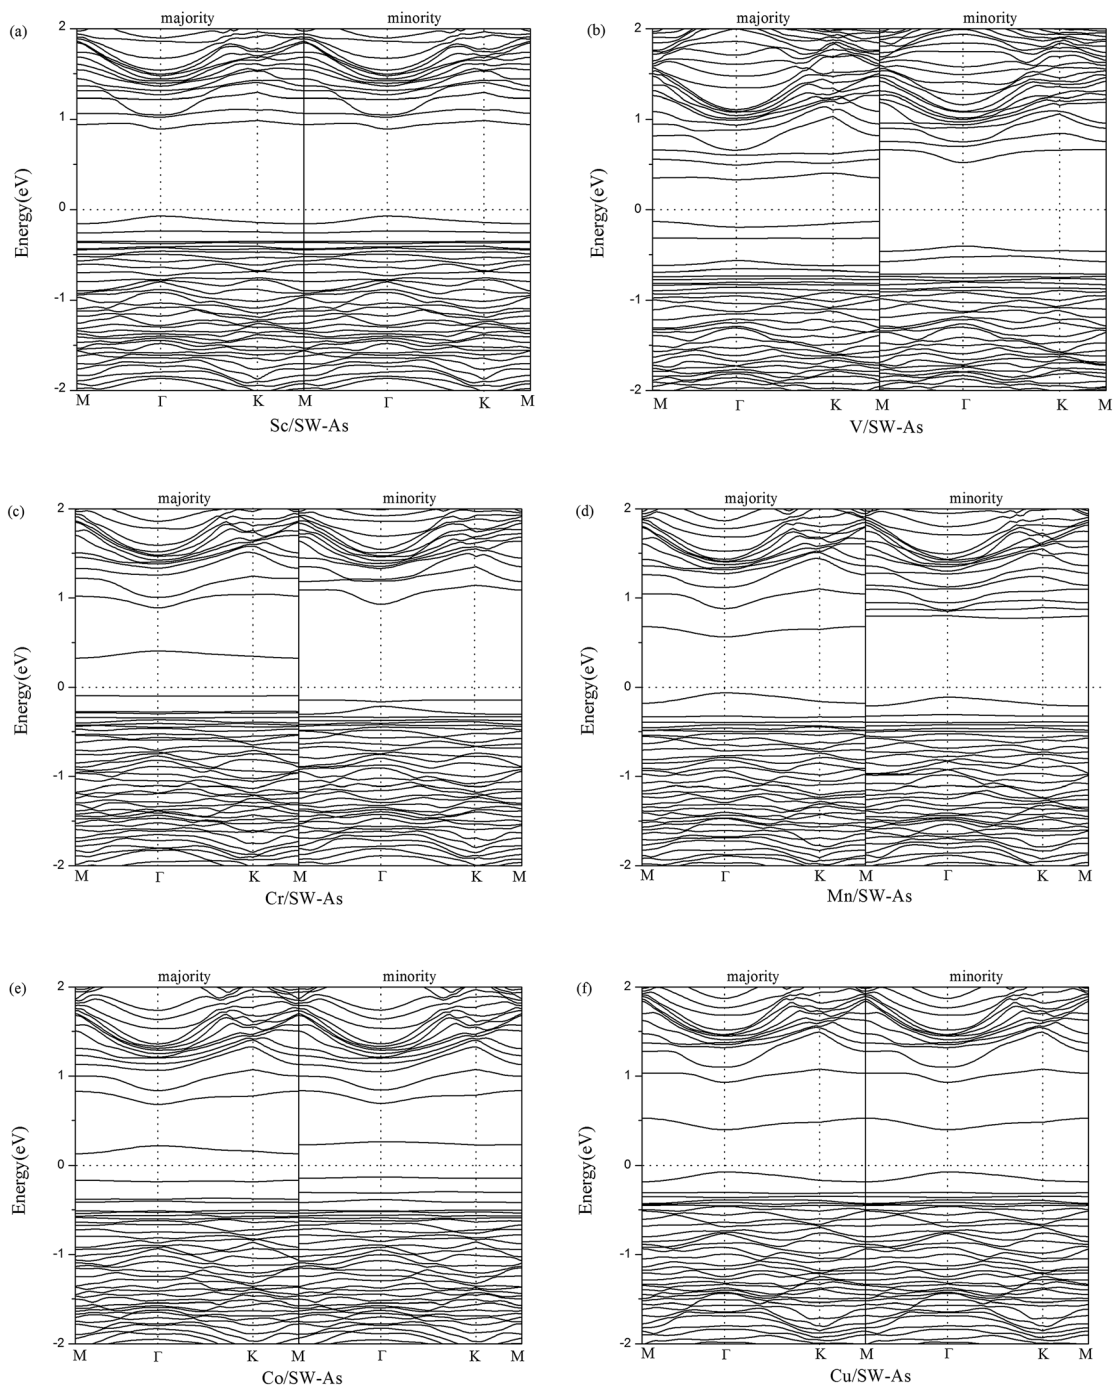 (a) majority minority
2
1
0
-1
-2
Energy(eV)
M Γ K M Γ K M
Sc/SW-As
(b) majority minority
2
1
0
-1
-2
Energy(eV)
M Γ K M Γ K M
V/SW-As
(c) majority minority
2
1
0
-1
-2
Energy(eV)
M Γ K M Γ K M
Cr/SW-As
(d) majority minority
2
1
0
-1
-2
Energy(eV)
M Γ K M Γ K M
Mn/SW-As
(e) majority minority
2
1
0
-1
-2
Energy(eV)
M Γ K M Γ K M
Co/SW-As
(f) majority minority
2
1
0
-1
-2
Energy(eV)
M Γ K M Γ K M
Cu/SW-As